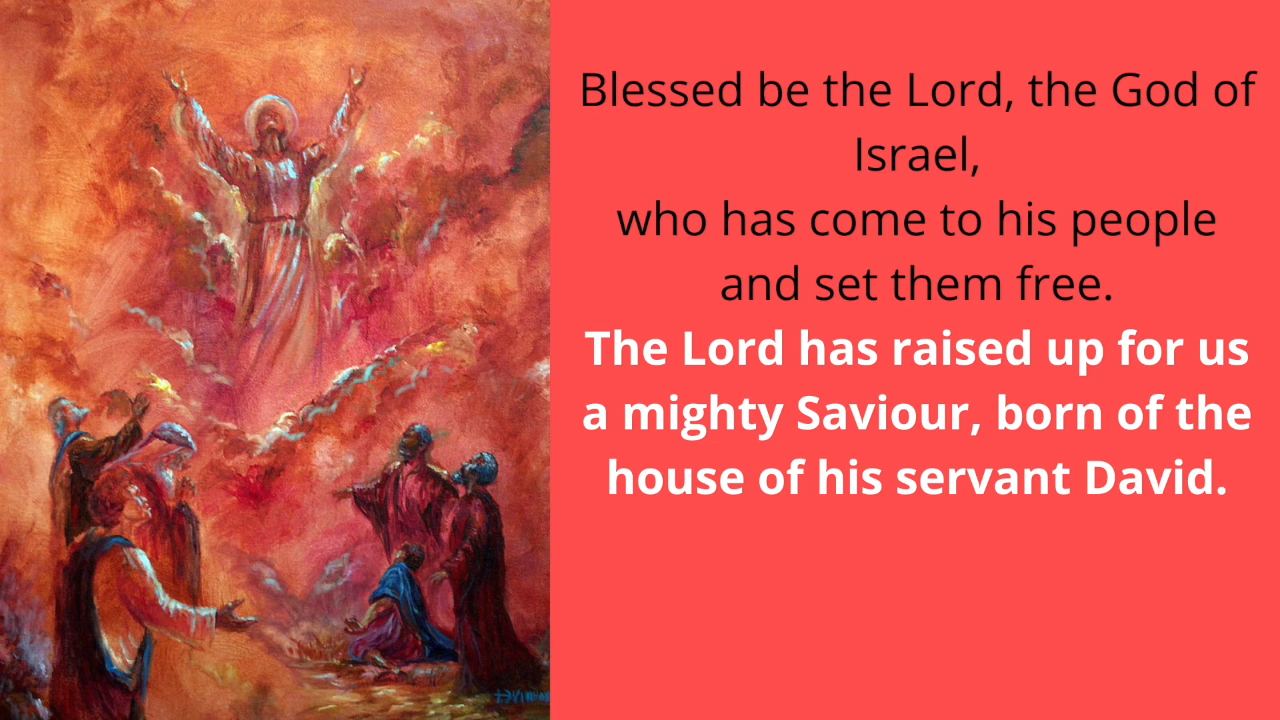 Blessed be the Lord, the God of
Israel,
who has come to his people
and set them free.
The Lord has raised up for us
a mighty Saviour, born of the
house of his servant David.